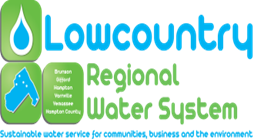 Lowcountry
Regional
Water System
Brunson
Gifford
Hampton
Varnville
Yemassee
Hampton County
Sustainable water service for communities, business and the environment